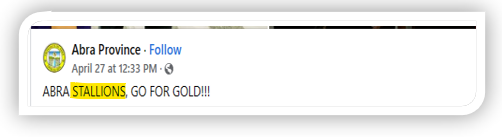 Abra Province · Follow
April 27 at 12:33 PM ·
ABRA STALLIONS, GO FOR GOLD!!!